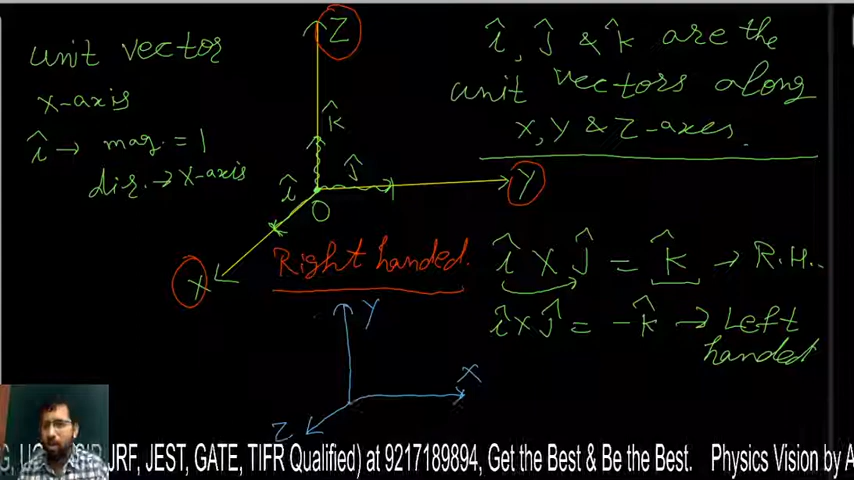 unit vector
x-axis
î → mag. = 1
dir. → x-axis
Z
k̂
ĵ
î
O
Y
X
Right handed.
î, ĵ & k̂ are the
unit vectors along
x, y & z-axes.
î × ĵ = k̂ → R.H..
î × ĵ = -k̂ → Left
handed
Y
X
Z
JRF, JEST, GATE, TIFR Qualified) at 9217189894, Get the Best & Be the Best. Physics Vision by A